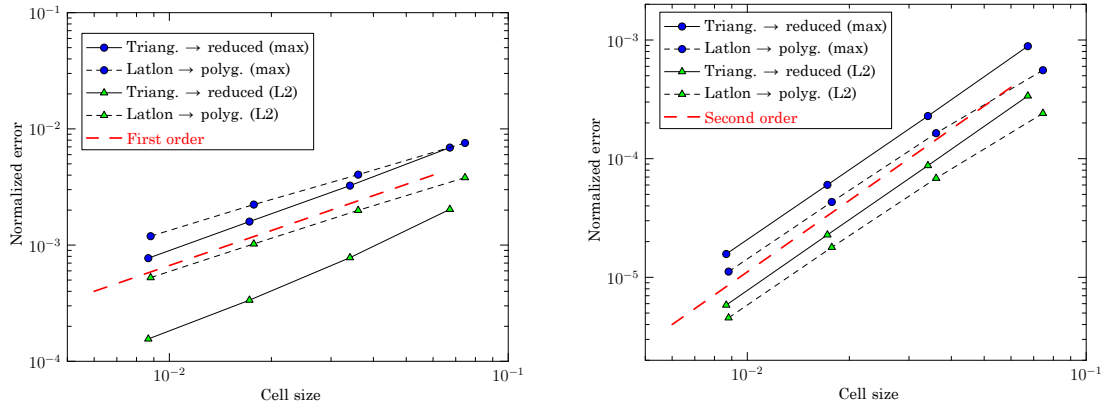 10⁻¹
Triang. → reduced (max)
Latlon → polyg. (max)
Triang. → reduced (L2)
Latlon → polyg. (L2)
First order
10⁻²
Normalized error
10⁻³
10⁻⁴
10⁻²
10⁻¹
Cell size
Triang. → reduced (max)
Latlon → polyg. (max)
Triang. → reduced (L2)
Latlon → polyg. (L2)
Second order
10⁻³
Normalized error
10⁻⁴
10⁻⁵
10⁻²
10⁻¹
Cell size